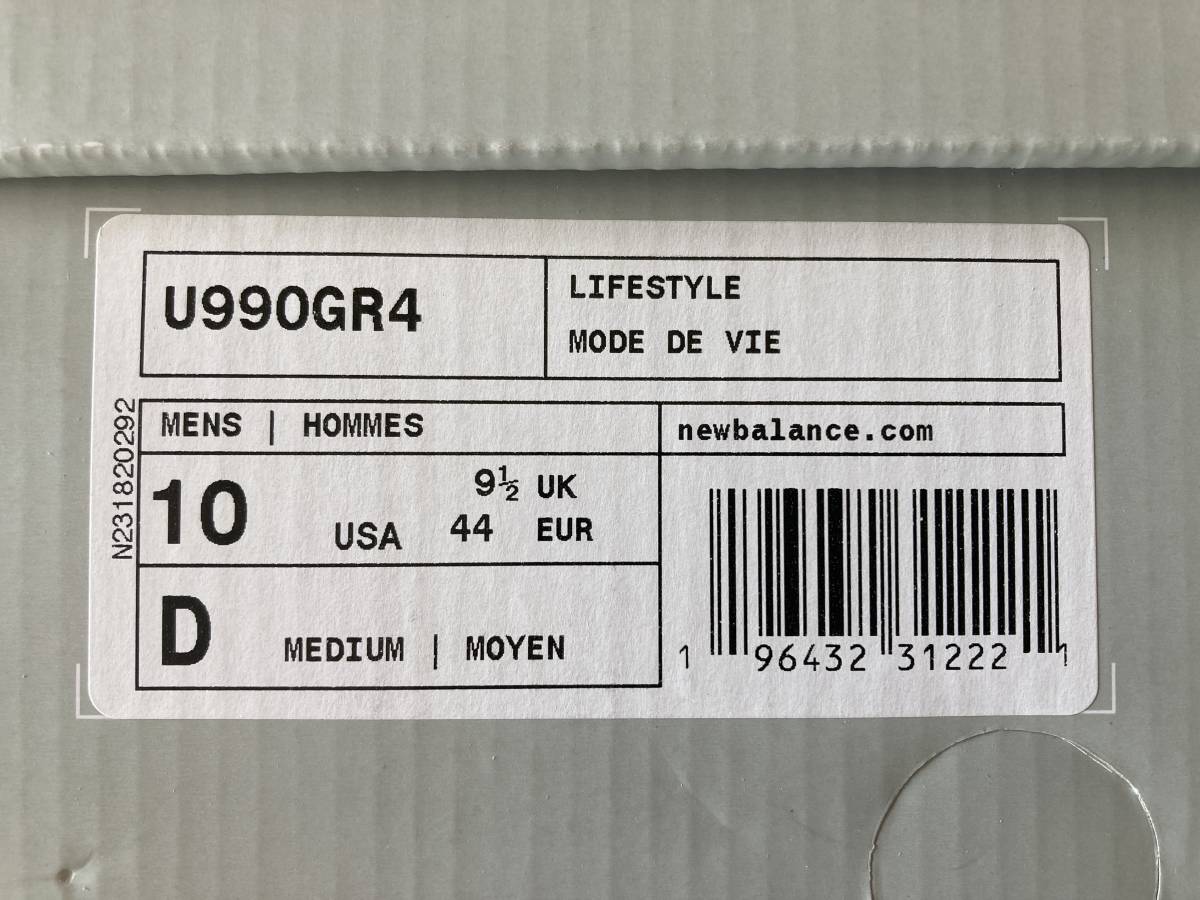 U990GR4
LIFESTYLE
MODE DE VIE
N231820292
MENS | HOMMES
newbalance.com
10 USA
9½ UK
44 EUR
D MEDIUM | MOYEN
1 96432 31222 1